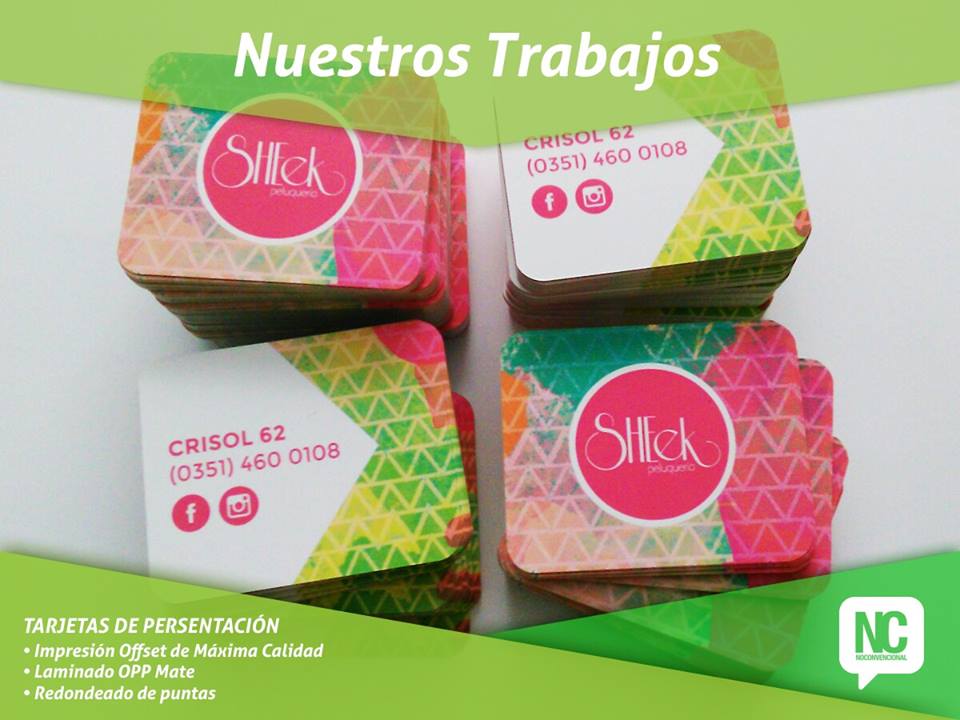 Nuestros Trabajos
SHEek
peluquería
CRISOL 62
(0351) 460 0108
CRISOL 62
(0351) 460 0108
SHEek
peluquería
TARJETAS DE PERSENTACIÓN
• Impresión Offset de Máxima Calidad
• Laminado OPP Mate
• Redondeado de puntas
NC
NOCONVENCIONAL